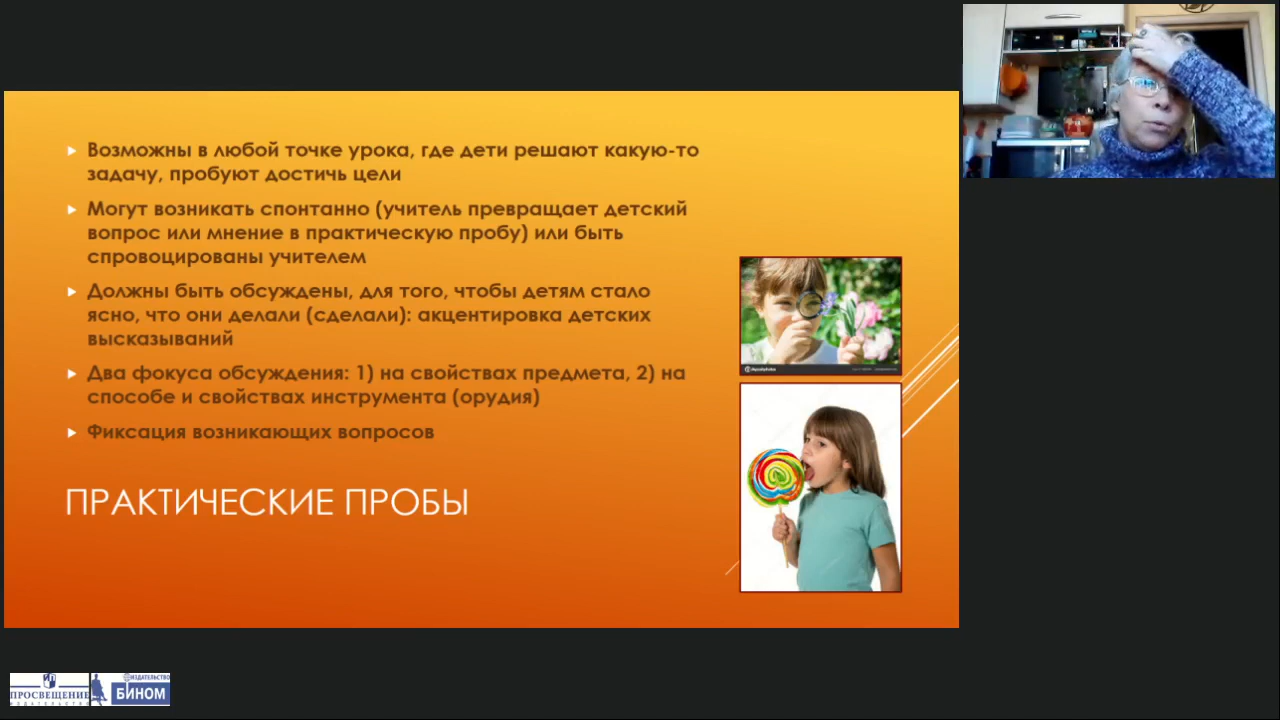 Возможны в любой точке урока, где дети решают какую-то
задачу, пробуют достичь цели
Могут возникать спонтанно (учитель превращает детский
вопрос или мнение в практическую пробу) или быть
спровоцированы учителем
Должны быть обсуждены, для того, чтобы детям стало
ясно, что они делали (сделали): акцентировка детских
высказываний
Два фокуса обсуждения: 1) на свойствах предмета, 2) на
способе и свойствах инструмента (орудия)
Фиксация возникающих вопросов
ПРАКТИЧЕСКИЕ ПРОБЫ
ПРОСВЕЩЕНИЕ
ИЗДАТЕЛЬСТВО
ИЗДАТЕЛЬСТВО
БИНОМ